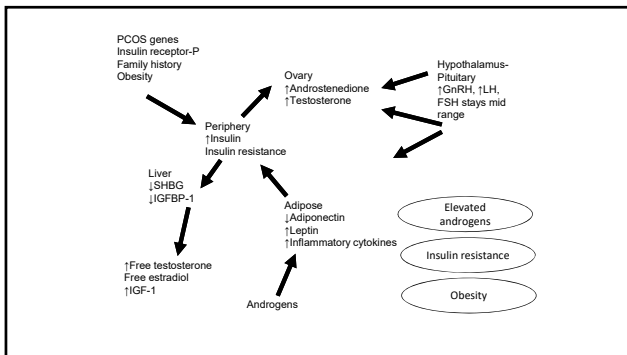 PCOS genes
Insulin receptor-P
Family history
Obesity
Ovary
↑Androstenedione
↑Testosterone
Hypothalamus-
Pituitary
↑GnRH, ↑LH,
FSH stays mid
range
Periphery
↑Insulin
Insulin resistance
Liver
↓SHBG
↓IGFBP-1
Adipose
↓Adiponectin
↑Leptin
↑Inflammatory cytokines
Elevated
androgens
Insulin resistance
Obesity
↑Free testosterone
Free estradiol
↑IGF-1
Androgens